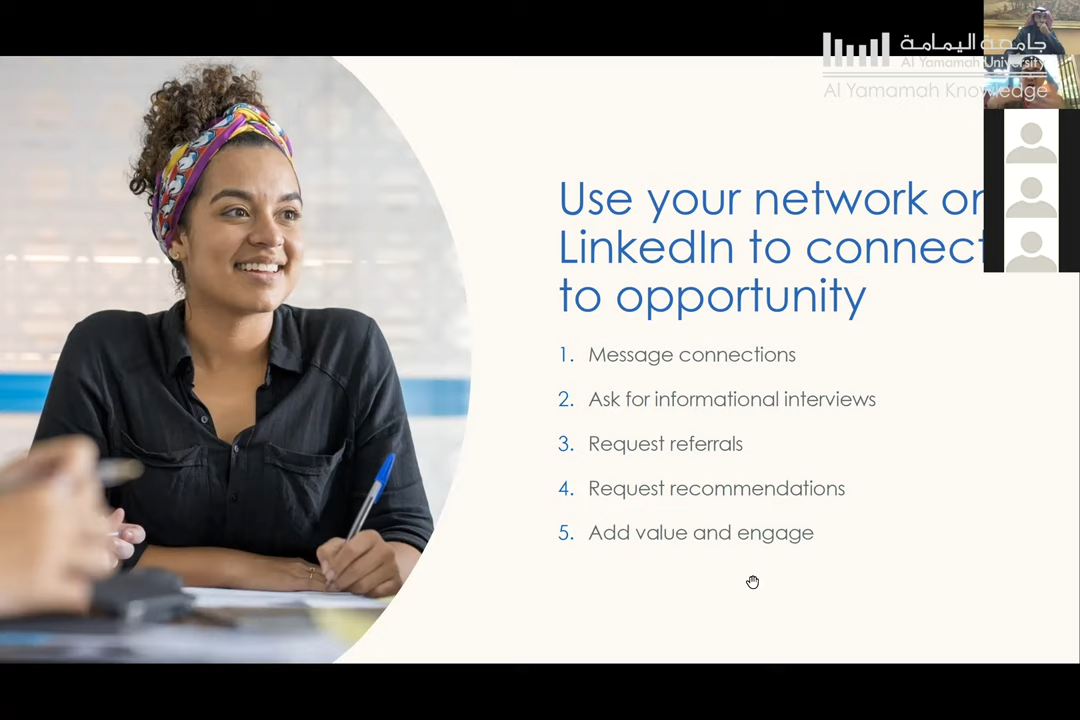 جامعة اليمامة
Al Yamamah University
Al Yamamah Knowledge
Use your network on
LinkedIn to connect
to opportunity
1. Message connections
2. Ask for informational interviews
3. Request referrals
4. Request recommendations
5. Add value and engage